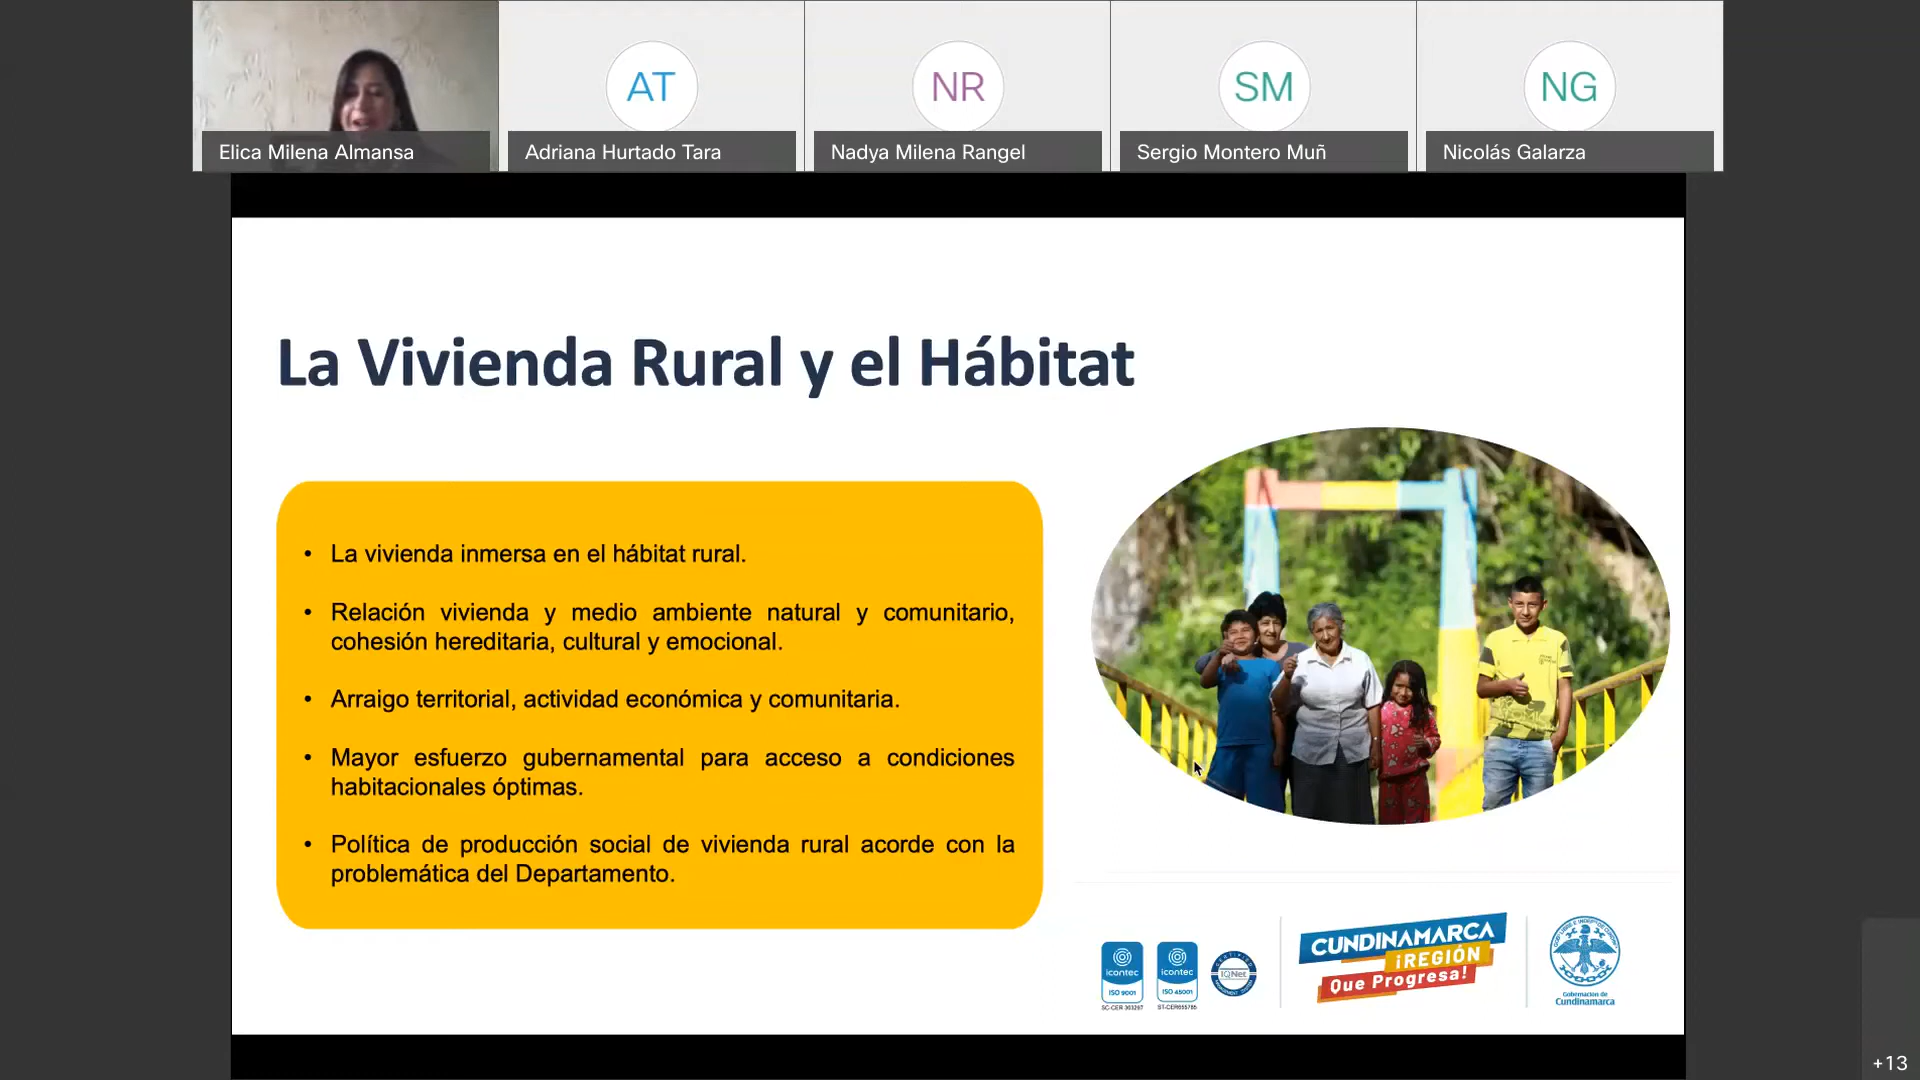 AT
NR
SM
NG
Elica Milena Almansa
Adriana Hurtado Tara
Nadya Milena Rangel
Sergio Montero Muñ
Nicolás Galarza
La Vivienda Rural y el Hábitat
• La vivienda inmersa en el hábitat rural.
• Relación vivienda y medio ambiente natural y comunitario,
cohesión hereditaria, cultural y emocional.
• Arraigo territorial, actividad económica y comunitaria.
• Mayor esfuerzo gubernamental para acceso a condiciones
habitacionales óptimas.
• Política de producción social de vivienda rural acorde con la
problemática del Departamento.
icontec
ISO 9001
SC-CER 303297
icontec
ISO 45001
ST-CER655785
CERTIFIED
IQNet
CUNDINAMARCA
¡REGIÓN
Que Progresa!
Gobernación de
Cundinamarca
+13